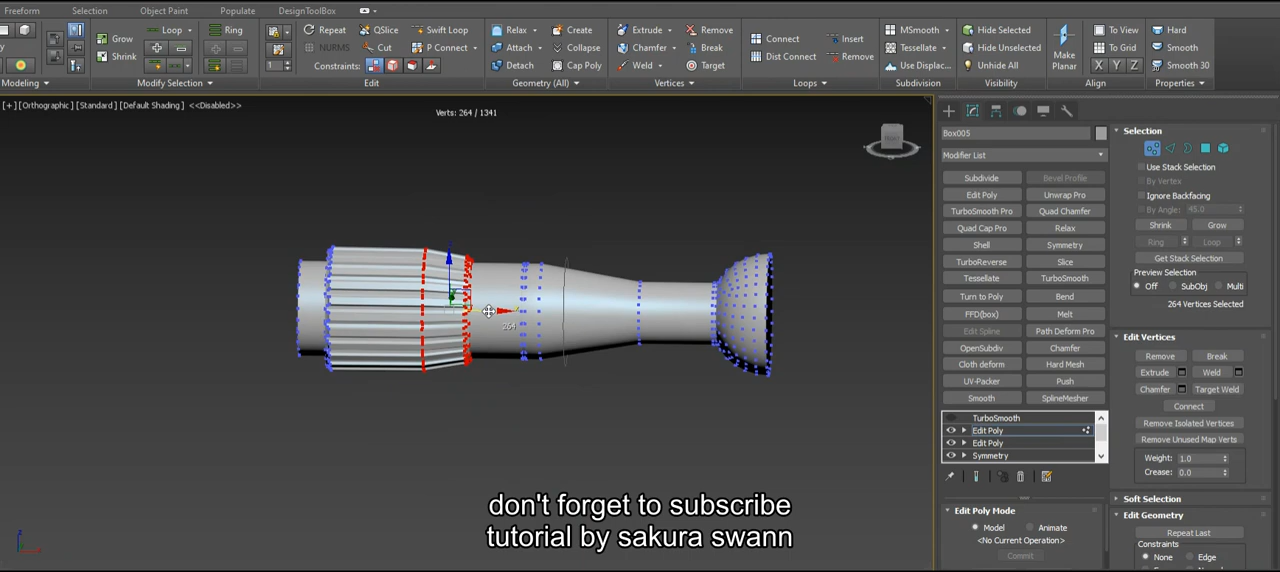 Freeform Selection Object Paint Populate DesignToolBox
Loop Ring Repeat QSlice Swift Loop Relax Create Extrude Remove MSmooth Hide Selected To View Hard
Grow NURMS Cut P Connect Attach Collapse Chamfer Break Connect Insert Tessellate Hide Unselected Make Planar To Grid Smooth
Shrink 1 Constraints: Detach Cap Poly Weld Target Dist Connect Remove Use Displac... Unhide All X Y Z Smooth 30
Modeling Modify Selection Edit Geometry (All) Vertices Loops Subdivision Visibility Align Properties
[+] [Orthographic] [Standard] [Default Shading] <<Disabled>>
Verts: 264 / 1341
264
don't forget to subscribe
tutorial by sakura swann
Box005
Modifier List
Subdivide Bevel Profile
Edit Poly Unwrap Pro
TurboSmooth Pro Quad Chamfer
Quad Cap Pro Relax
Shell Symmetry
TurboReverse Slice
Tessellate TurboSmooth
Turn to Poly Bend
FFD(box) Melt
Edit Spline Path Deform Pro
OpenSubdiv Chamfer
Cloth deform Hard Mesh
UV-Packer Push
Smooth SplineMesher
TurboSmooth
Edit Poly
Edit Poly
Symmetry
Edit Poly Mode
Model Animate
<No Current Operation>
Commit
Selection
Use Stack Selection
By Vertex
Ignore Backfacing
By Angle: 45.0
Shrink Grow
Ring Loop
Get Stack Selection
Preview Selection
Off SubObj Multi
264 Vertices Selected
Edit Vertices
Remove Break
Extrude Weld
Chamfer Target Weld
Connect
Remove Isolated Vertices
Remove Unused Map Verts
Weight: 1.0
Crease: 0.0
Soft Selection
Edit Geometry
Repeat Last
Constraints
None Edge